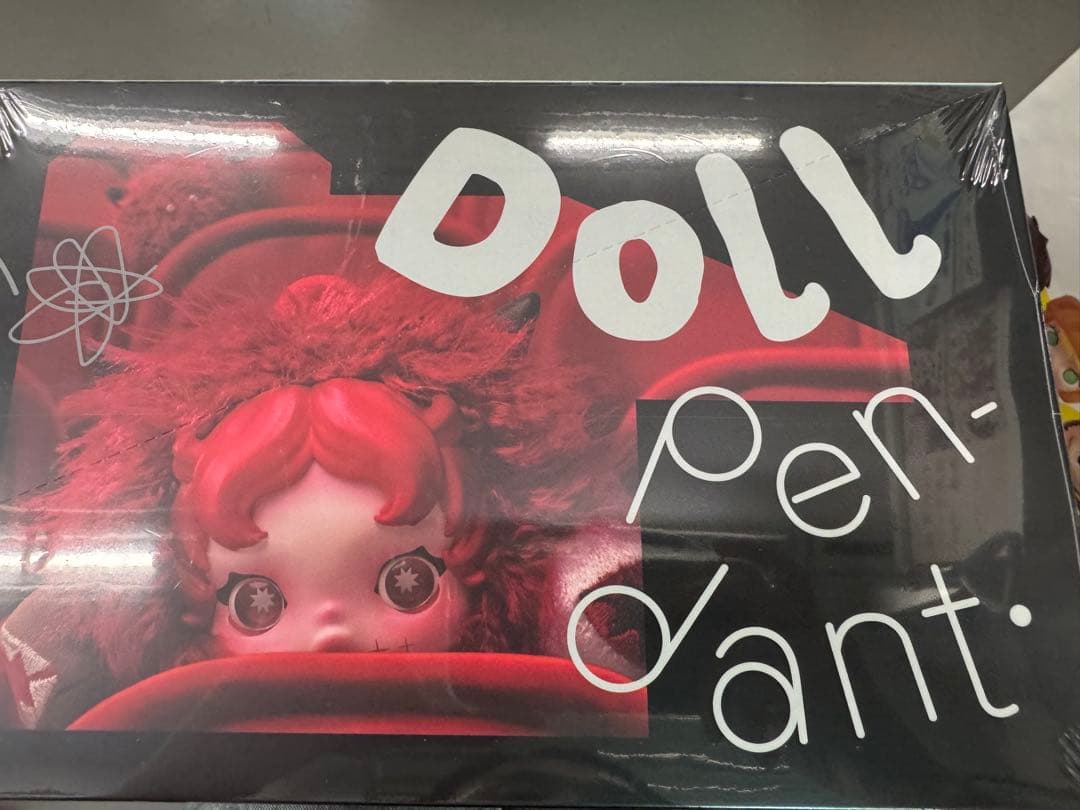 Doll
Pen-
dant.